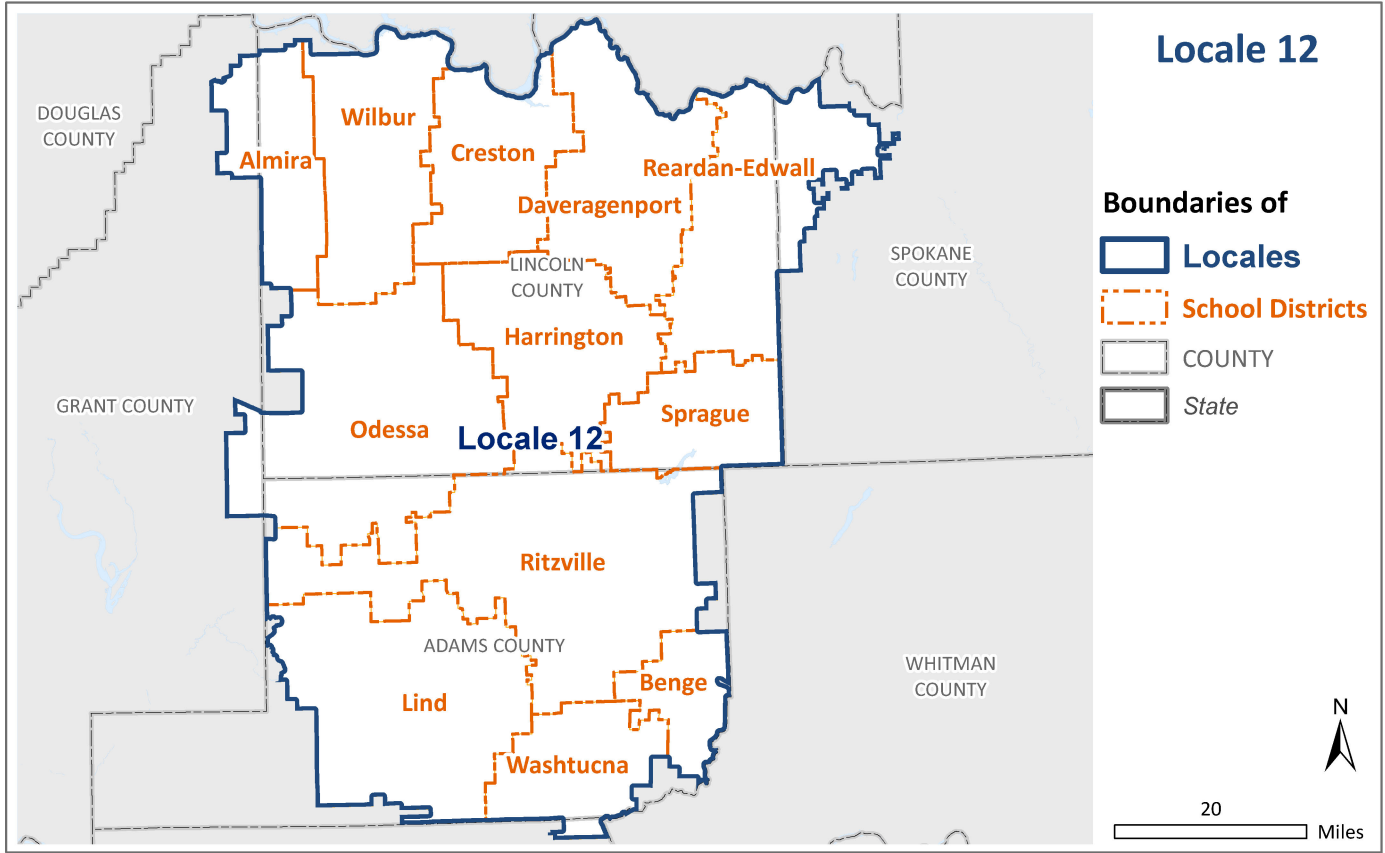 Locale 12
DOUGLAS
COUNTY
Wilbur
Almira
Creston
Reardan-Edwall
Daveragenport
LINCOLN
COUNTY
SPOKANE
COUNTY
Harrington
GRANT COUNTY
Odessa
Sprague
Locale 12
Ritzville
ADAMS COUNTY
Lind
Benge
WHITMAN
COUNTY
Washtucna
Boundaries of
Locales
School Districts
COUNTY
State
N
20
Miles